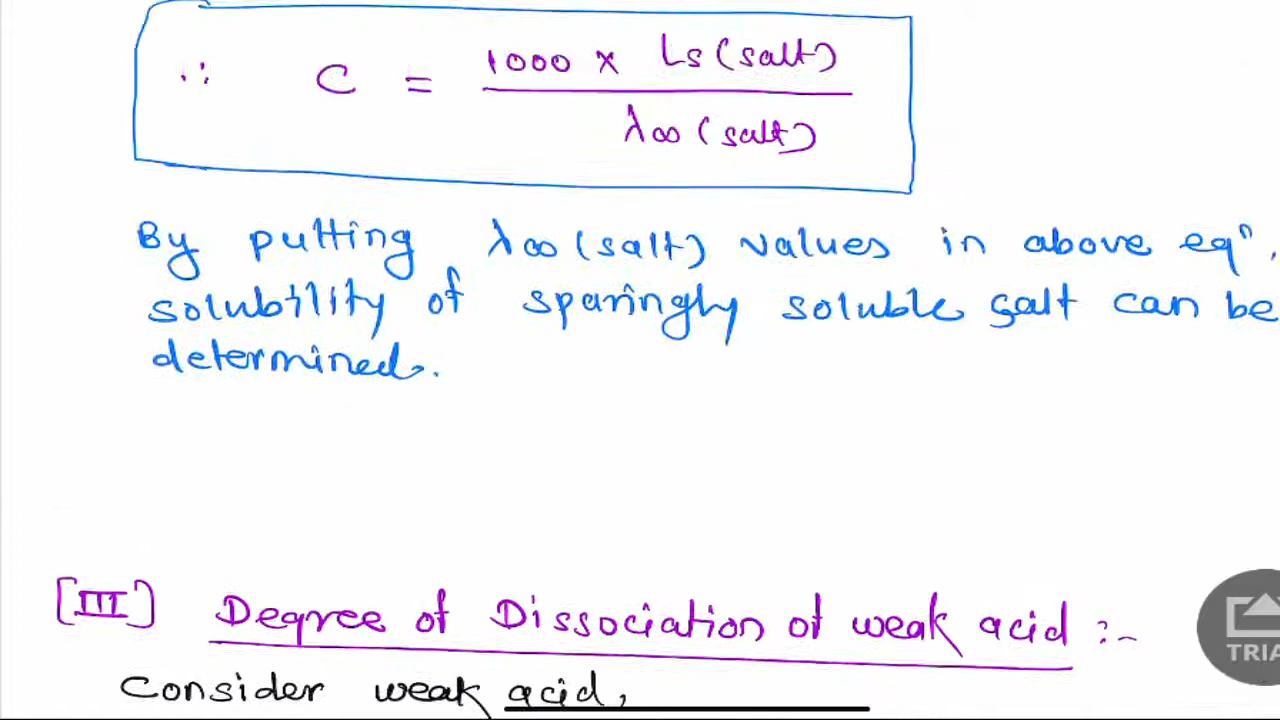 ∴ C = 1000 × Ls (salt)
λ∞ (salt)
By putting λ∞ (salt) values in above eqⁿ,
solubility of sparingly soluble salt can be
determined.
[III] Degree of Dissociation of weak acid :-
Consider weak acid,
TRIA